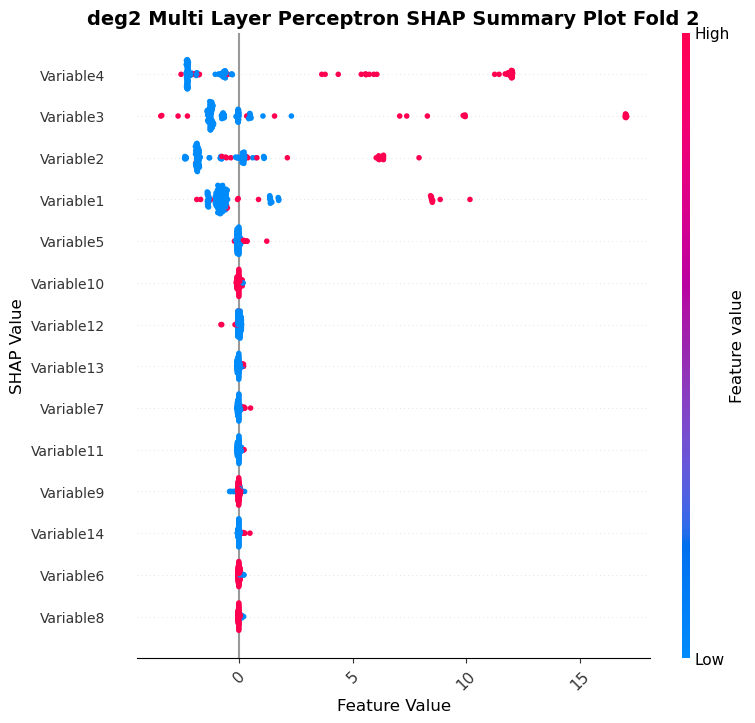 deg2 Multi Layer Perceptron SHAP Summary Plot Fold 2
High
Variable4
Variable3
Variable2
Variable1
Variable5
Variable10
Variable12
Variable13
Variable7
Variable11
Variable9
Variable14
Variable6
Variable8
SHAP Value
Feature value
Low
0
5
10
15
Feature Value